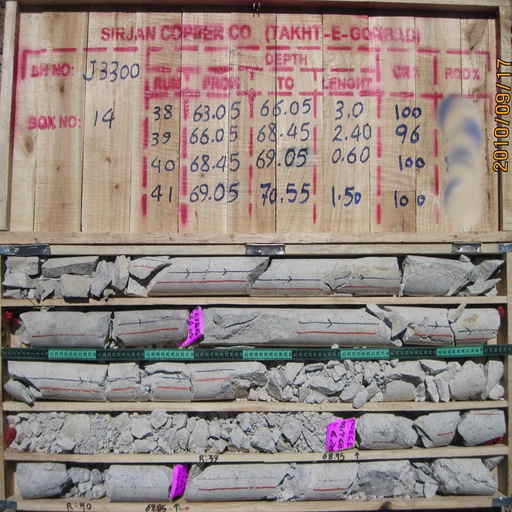 SIRJAN COPPER CO. (TAKHT-E-GORBAD)
DEPTH
BH NO: J3300 RUN FROM TO LENGHT CR% RQD%
BOX NO: 14
38 63.05 66.05 3.0 100
39 66.05 68.45 2.40 96
40 68.45 69.05 0.60 100
41 69.05 70.55 1.50 100
2010/09/17
R:39 68.45 ↑
R:40 69.05 ↑